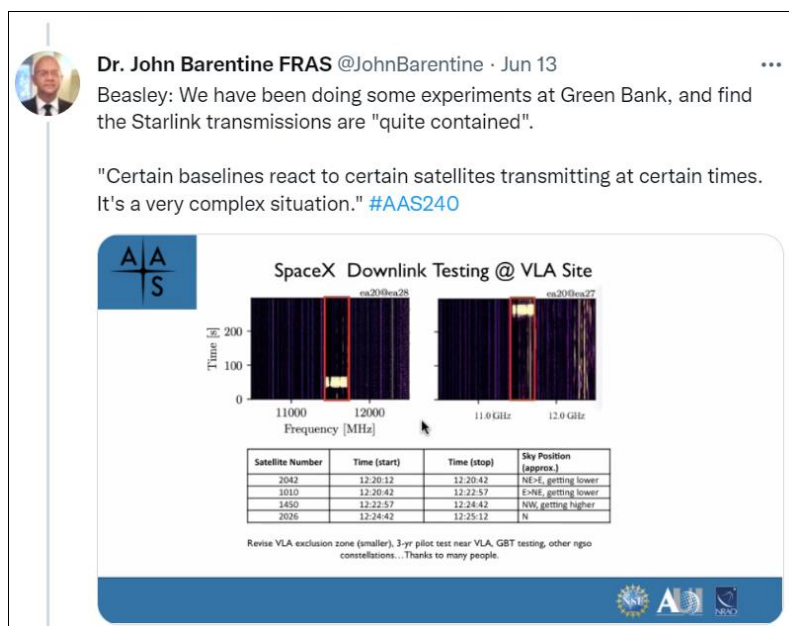 Dr. John Barentine FRAS @JohnBarentine · Jun 13
Beasley: We have been doing some experiments at Green Bank, and find
the Starlink transmissions are "quite contained".
"Certain baselines react to certain satellites transmitting at certain times.
It's a very complex situation." #AAS240
A A
S
SpaceX Downlink Testing @ VLA Site
ea20@ea28
ea20@ea27
Time [s]
200
100
0
11000 12000
Frequency [MHz]
11.0 GHz 12.0 GHz
Satellite Number Time (start) Time (stop) Sky Position (approx.)
2042 12:20:12 12:20:42 NE>E, getting lower
1010 12:20:42 12:22:57 E>NE, getting lower
1450 12:22:57 12:24:42 NW, getting higher
2026 12:24:42 12:25:12 N
Revise VLA exclusion zone (smaller), 3-yr pilot test near VLA, GBT testing, other ngso
constellations...Thanks to many people.
NSF AUI NRAO